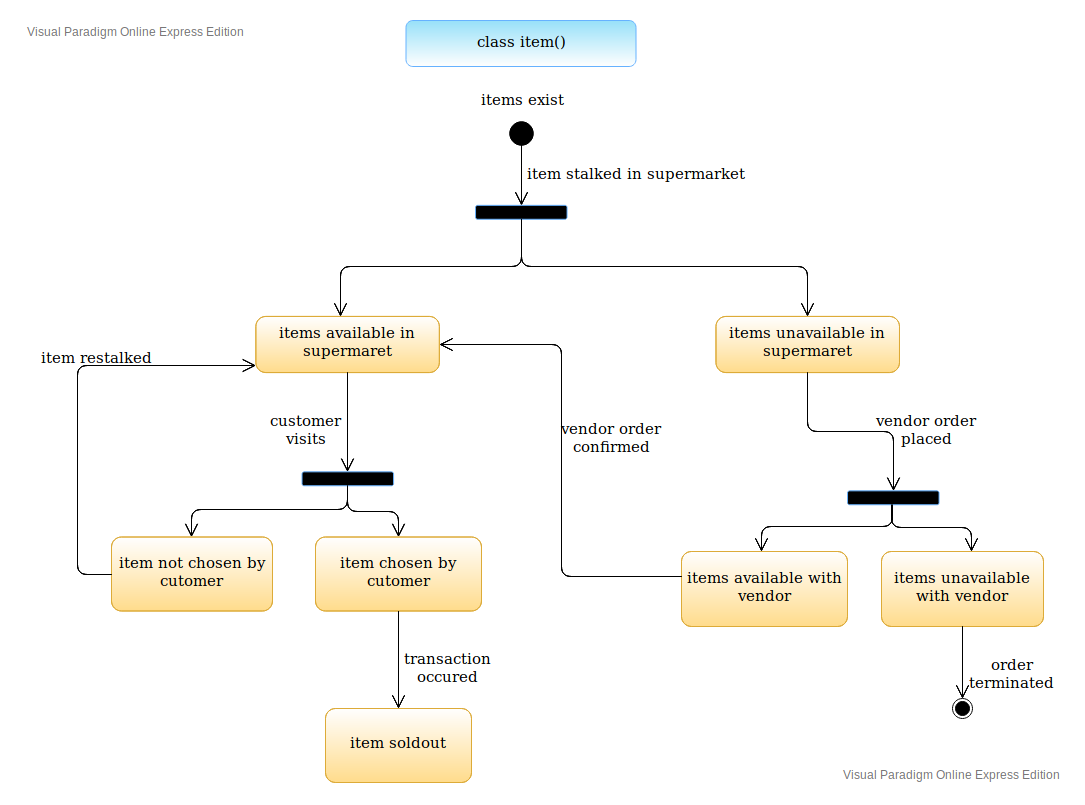 Visual Paradigm Online Express Edition
class item()
items exist
item stalked in supermarket
items available in
supermaret
items unavailable in
supermaret
item restalked
customer
visits
vendor order
confirmed
vendor order
placed
item not chosen by
cutomer
item chosen by
cutomer
items available with
vendor
items unavailable
with vendor
transaction
occured
order
terminated
item soldout
Visual Paradigm Online Express Edition